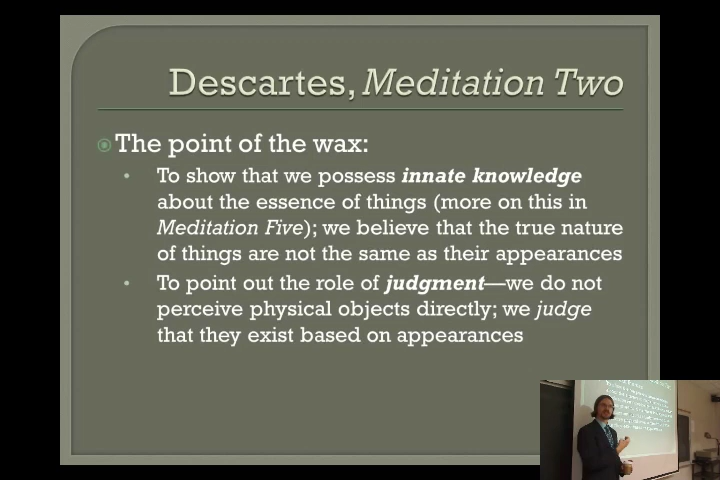 Descartes, Meditation Two
The point of the wax:
• To show that we possess innate knowledge
about the essence of things (more on this in
Meditation Five); we believe that the true nature
of things are not the same as their appearances
• To point out the role of judgment—we do not
perceive physical objects directly; we judge
that they exist based on appearances